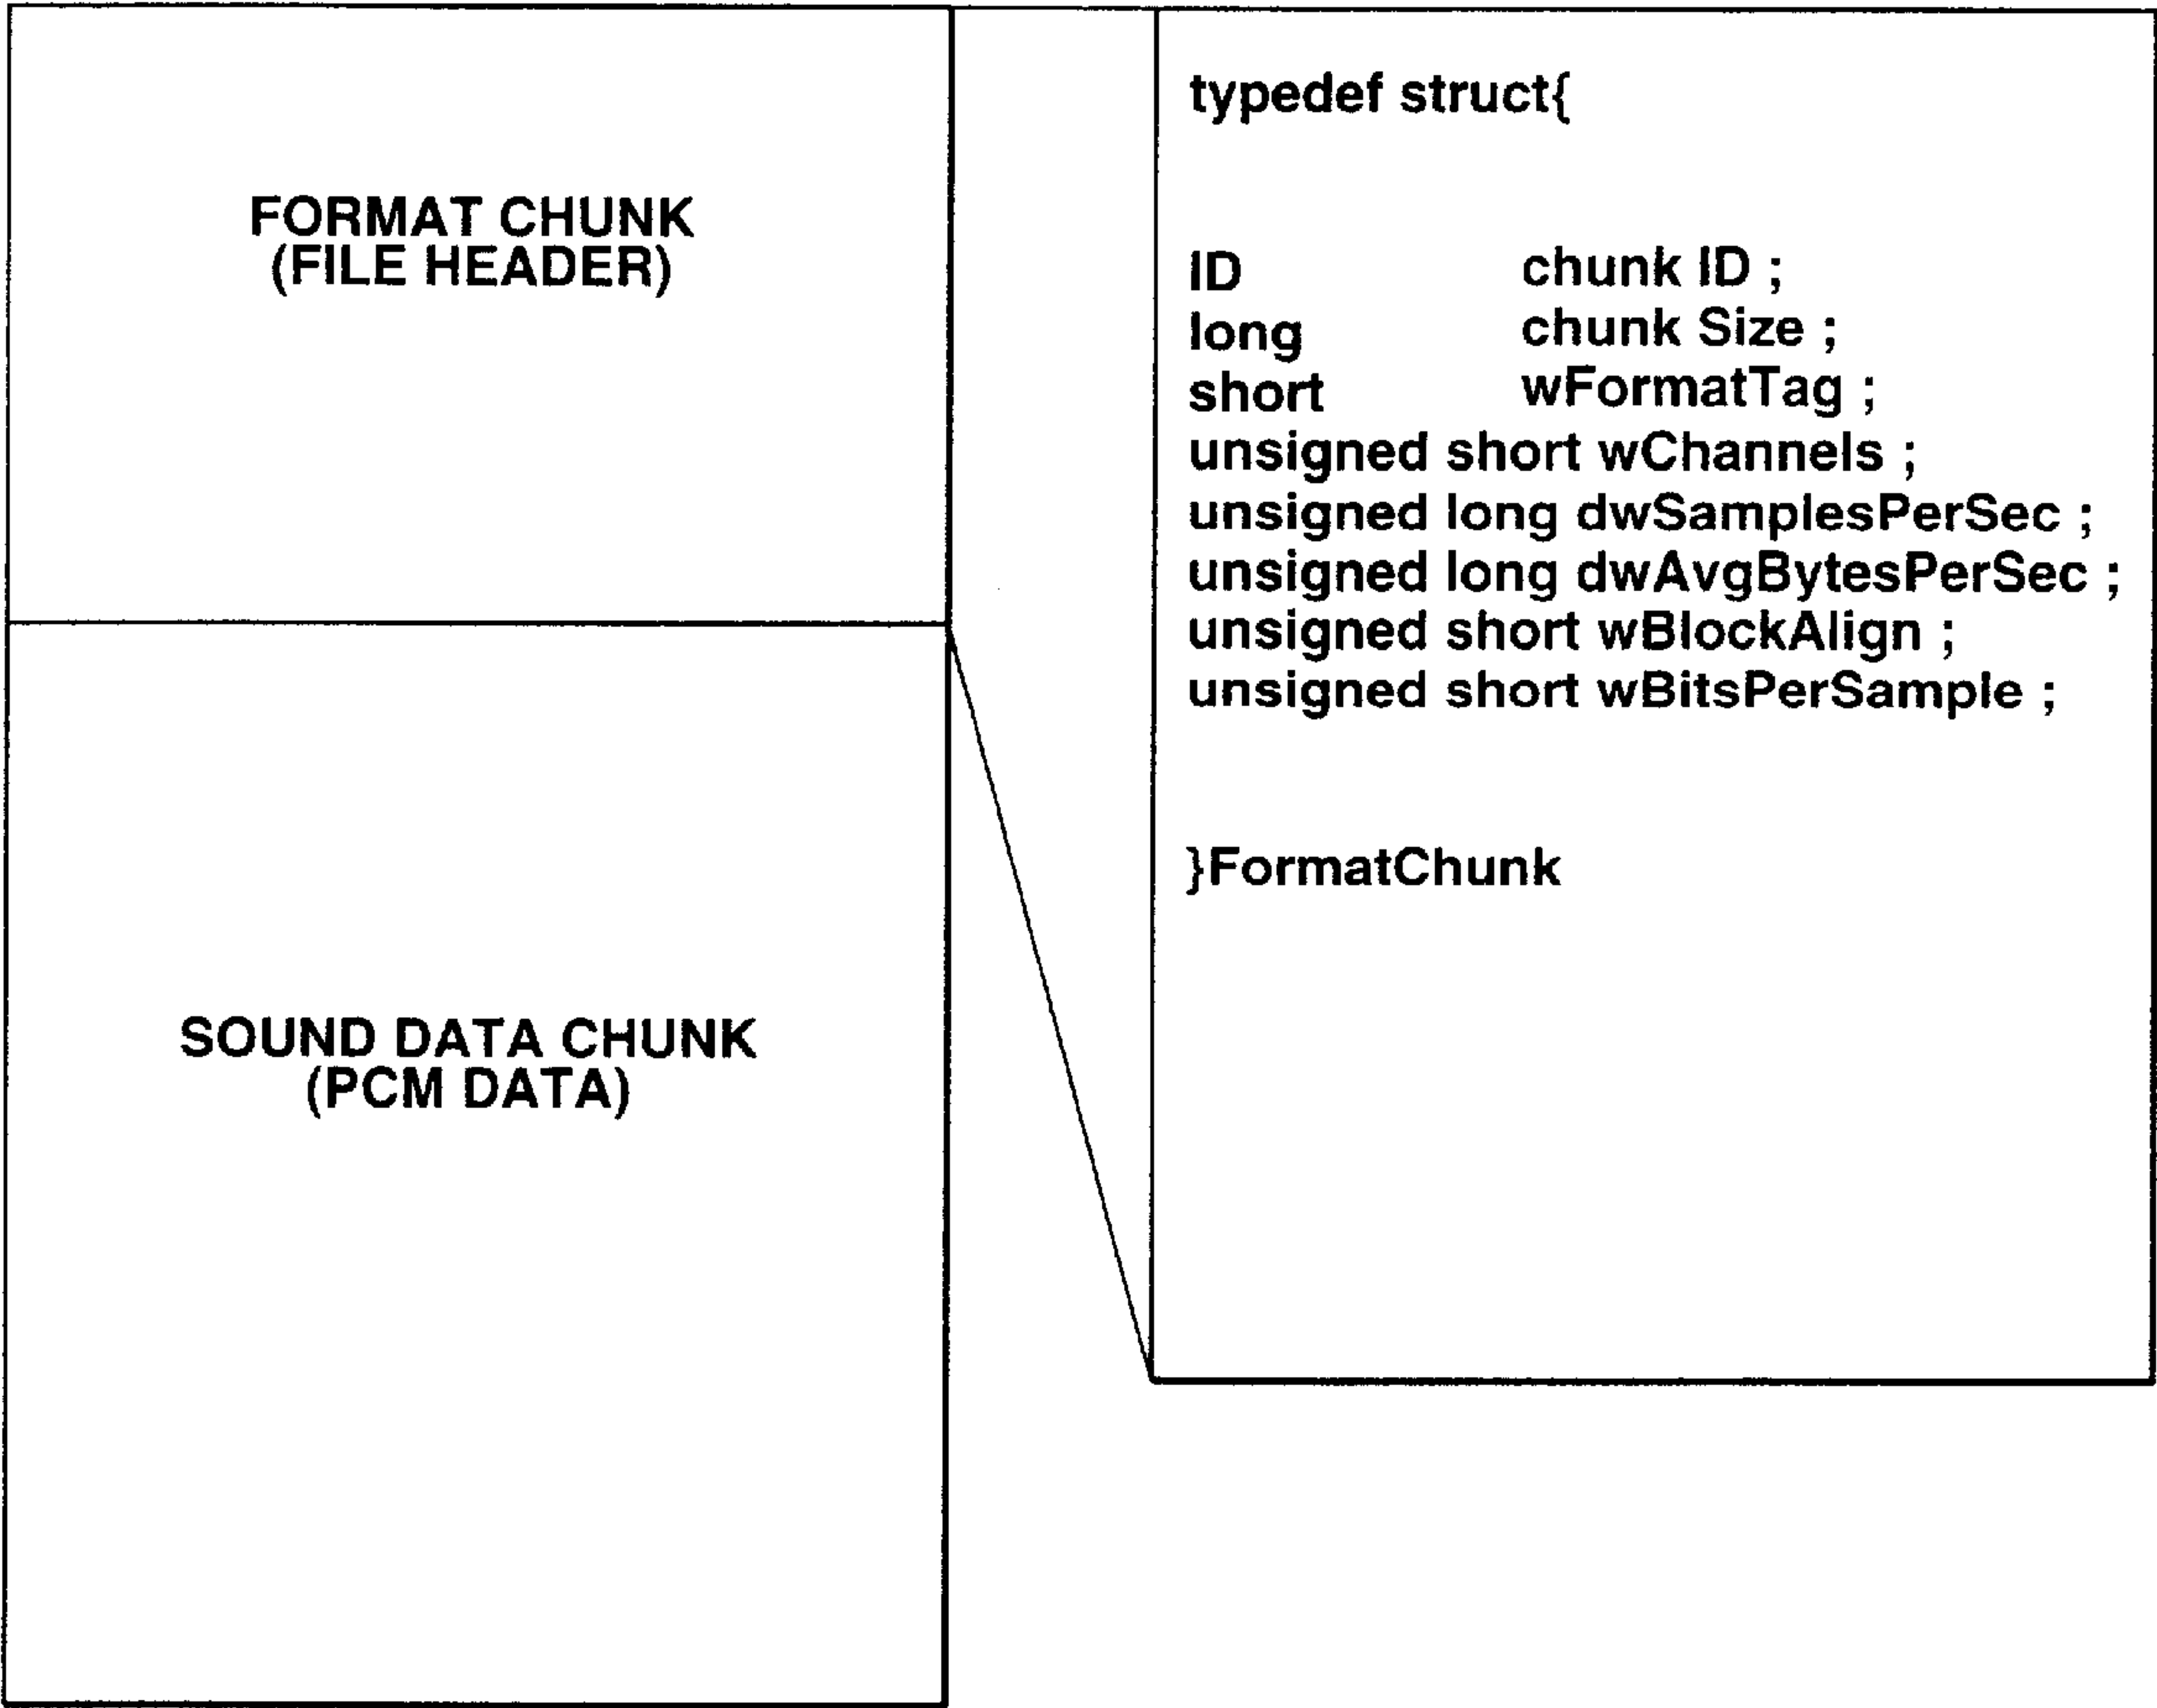 FORMAT CHUNK
(FILE HEADER)
SOUND DATA CHUNK
(PCM DATA)
typedef struct{
ID chunk ID ;
long chunk Size ;
short wFormatTag ;
unsigned short wChannels ;
unsigned long dwSamplesPerSec ;
unsigned long dwAvgBytesPerSec ;
unsigned short wBlockAlign ;
unsigned short wBitsPerSample ;
}FormatChunk